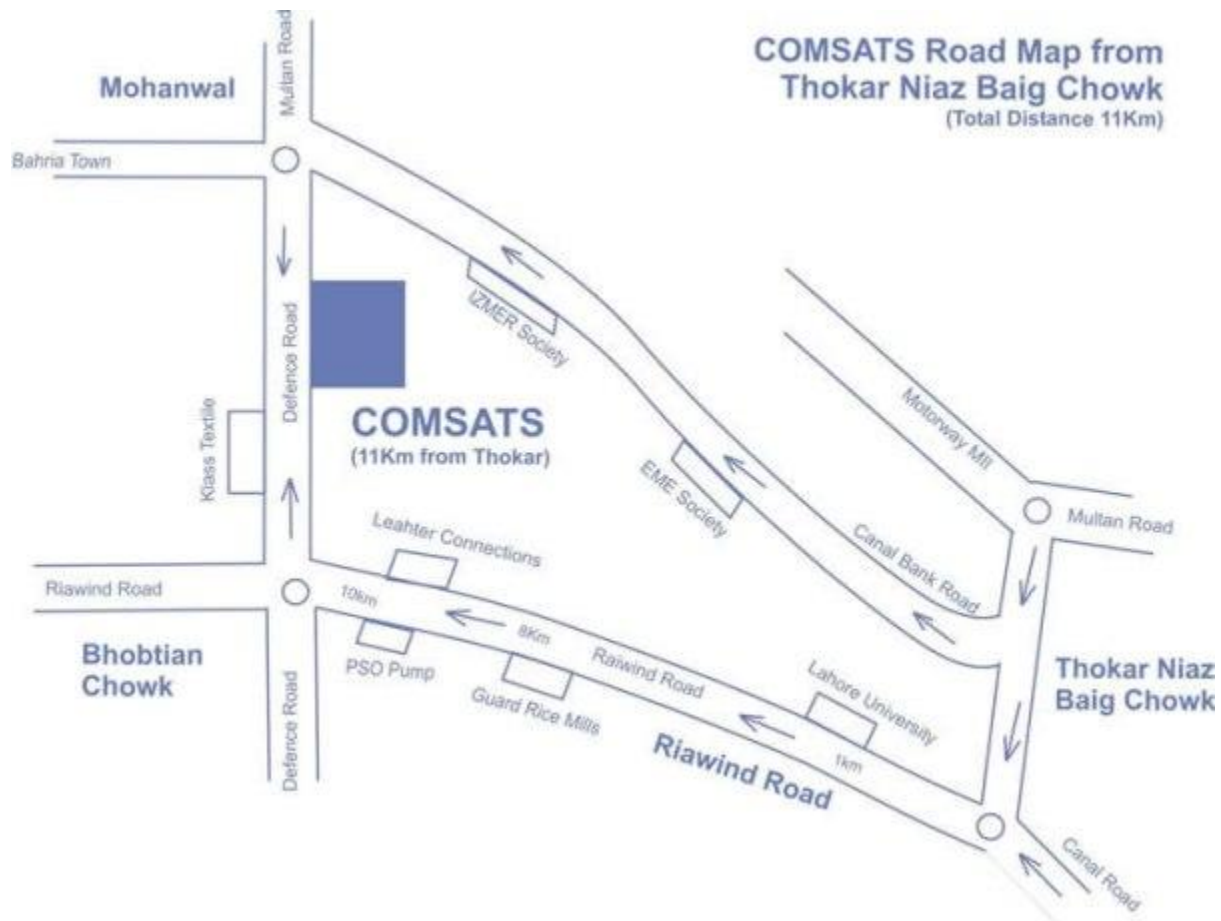 COMSATS Road Map from
Thokar Niaz Baig Chowk
(Total Distance 11Km)
Multan Road
Mohanwal
Bahria Town
IZMER Society
Defence Road
COMSATS
(11Km from Thokar)
Klass Textile
EME Society
Motorway MII
Multan Road
Canal Bank Road
Leahter Connections
Riawind Road
10km
8Km
Raiwind Road
Lahore University
Thokar Niaz
Baig Chowk
Bhobtian
Chowk
PSO Pump
Guard Rice Mills
Riawind Road
1km
Defence Road
Canal Road